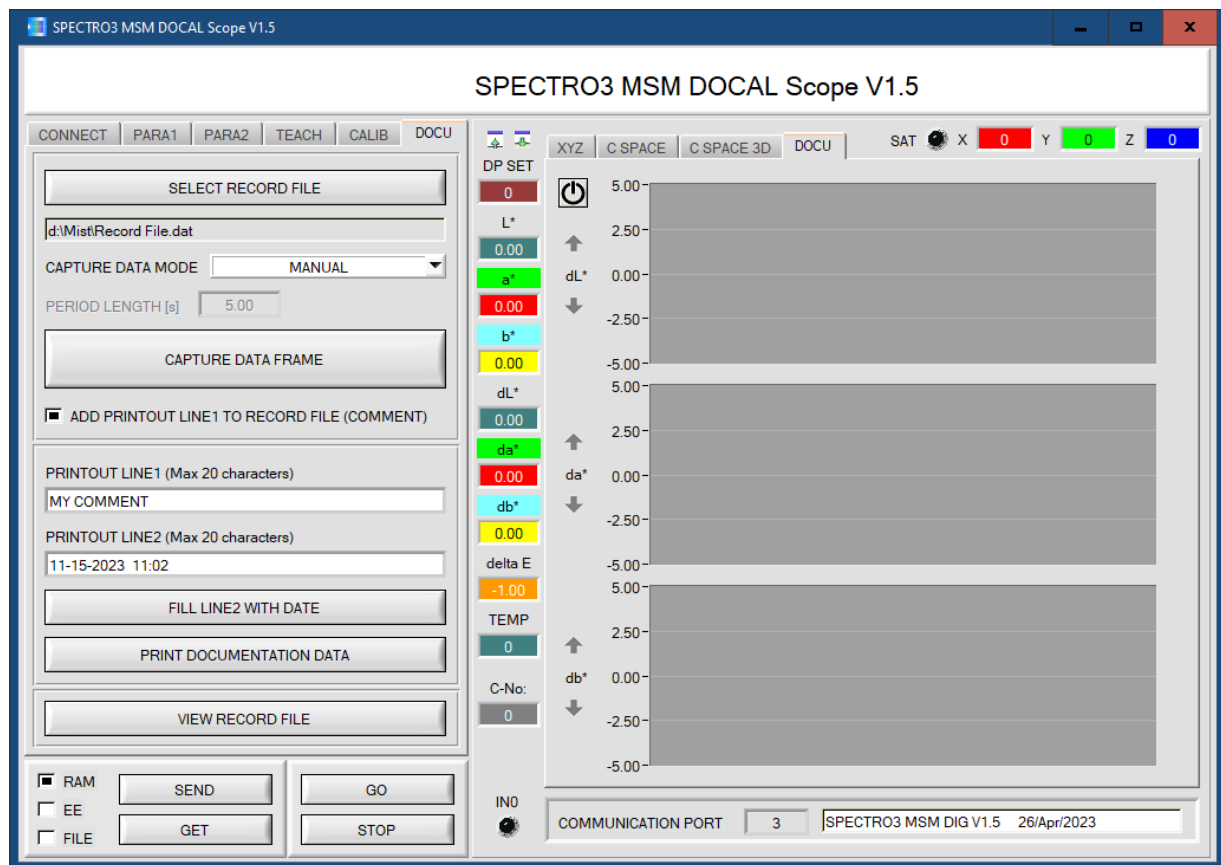 SPECTRO3 MSM DOCAL Scope V1.5
SPECTRO3 MSM DOCAL Scope V1.5
CONNECT PARA1 PARA2 TEACH CALIB DOCU
SELECT RECORD FILE
d:\Mist\Record File.dat
CAPTURE DATA MODE MANUAL
PERIOD LENGTH [s] 5.00
CAPTURE DATA FRAME
ADD PRINTOUT LINE1 TO RECORD FILE (COMMENT)
PRINTOUT LINE1 (Max 20 characters)
MY COMMENT
PRINTOUT LINE2 (Max 20 characters)
11-15-2023 11:02
FILL LINE2 WITH DATE
PRINT DOCUMENTATION DATA
VIEW RECORD FILE
RAM
EE
FILE
SEND
GET
GO
STOP
DP SET
0
L*
0.00
a*
0.00
b*
0.00
dL*
0.00
da*
0.00
db*
0.00
delta E
-1.00
TEMP
0
C-No:
0
IN0
XYZ C SPACE C SPACE 3D DOCU
SAT X 0 Y 0 Z 0
5.00
2.50
dL* 0.00
-2.50
-5.00
5.00
2.50
da* 0.00
-2.50
-5.00
5.00
2.50
db* 0.00
-2.50
-5.00
COMMUNICATION PORT 3 SPECTRO3 MSM DIG V1.5 26/Apr/2023